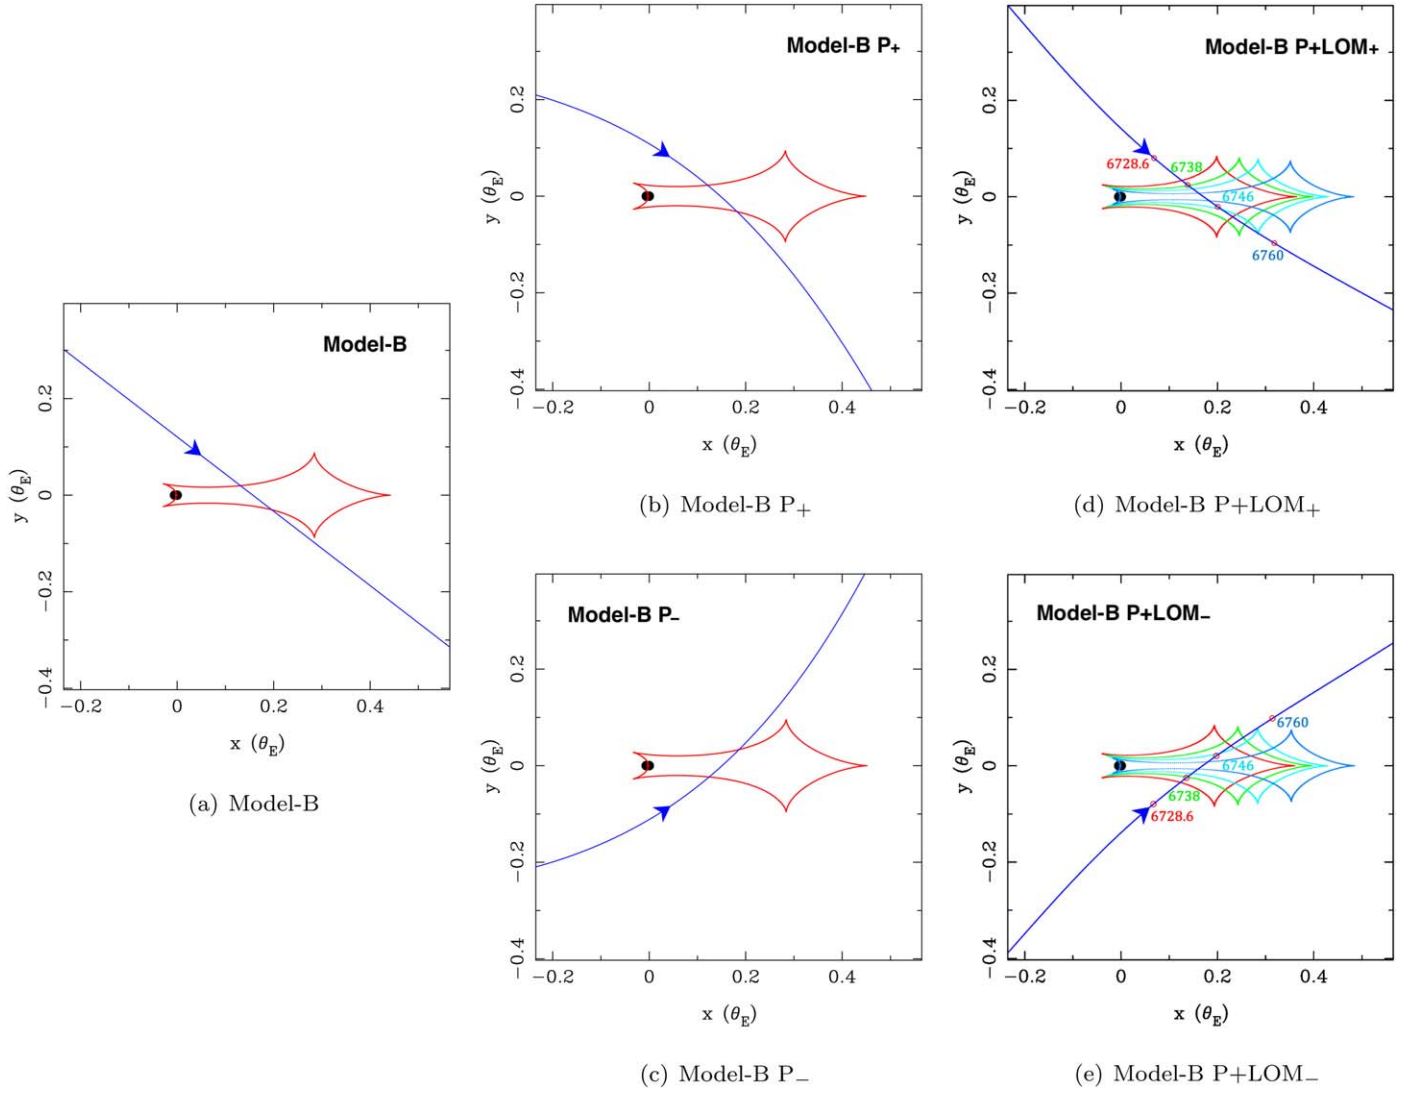 Model-B
0.2
0
−0.2
−0.4
y (θE)
−0.2
0
0.2
0.4
x (θE)
(a) Model-B
Model-B P+
0.2
0
−0.2
−0.4
y (θE)
−0.2
0
0.2
0.4
x (θE)
(b) Model-B P+
Model-B P+LOM+
0.2
0
−0.2
−0.4
y (θE)
6728.6
6738
6746
6760
−0.2
0
0.2
0.4
x (θE)
(d) Model-B P+LOM+
Model-B P−
0.2
0
−0.2
−0.4
y (θE)
−0.2
0
0.2
0.4
x (θE)
(c) Model-B P−
Model-B P+LOM−
0.2
0
−0.2
−0.4
y (θE)
6760
6746
6738
6728.6
−0.2
0
0.2
0.4
x (θE)
(e) Model-B P+LOM−